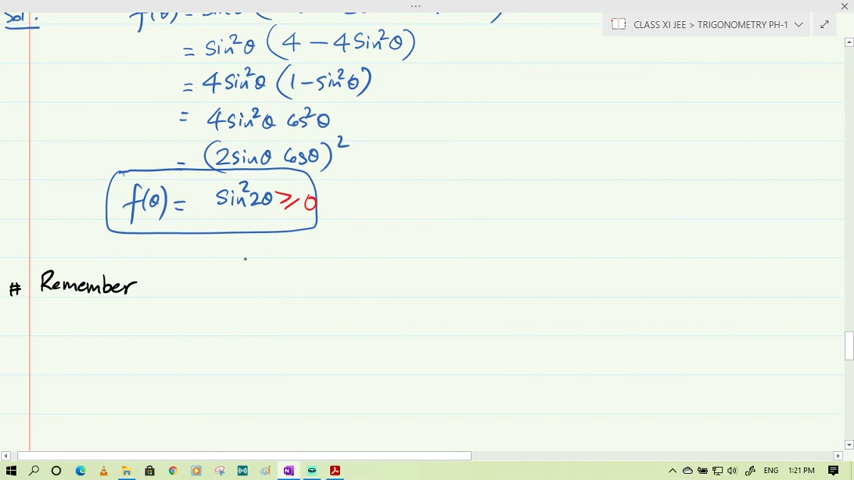 CLASS XI JEE > TRIGONOMETRY PH-1
Sol:
= sin²θ (4 − 4Sin²θ)
= 4Sin²θ (1−sin²θ)
= 4sin²θ cos²θ
= (2sinθ cosθ)²
f(θ) = sin²2θ ≥ 0
# Remember
ENG 1:21 PM